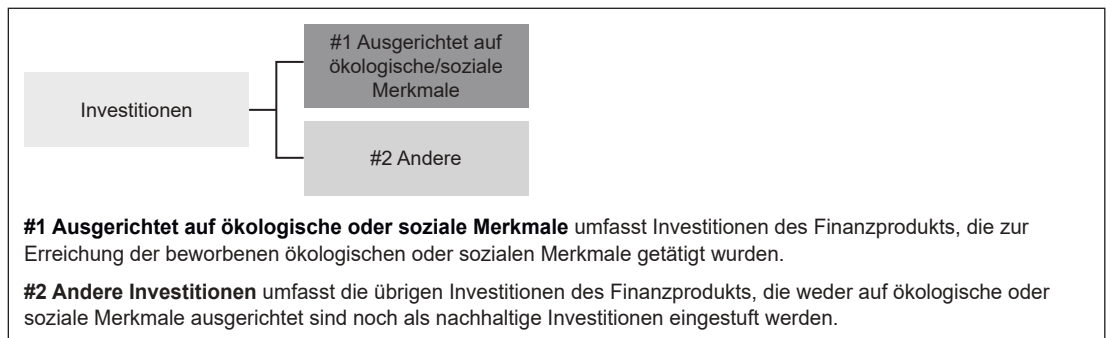 #1 Ausgerichtet auf
ökologische/soziale
Merkmale
Investitionen
#2 Andere
#1 Ausgerichtet auf ökologische oder soziale Merkmale umfasst Investitionen des Finanzprodukts, die zur
Erreichung der beworbenen ökologischen oder sozialen Merkmale getätigt wurden.
#2 Andere Investitionen umfasst die übrigen Investitionen des Finanzprodukts, die weder auf ökologische oder
soziale Merkmale ausgerichtet sind noch als nachhaltige Investitionen eingestuft werden.